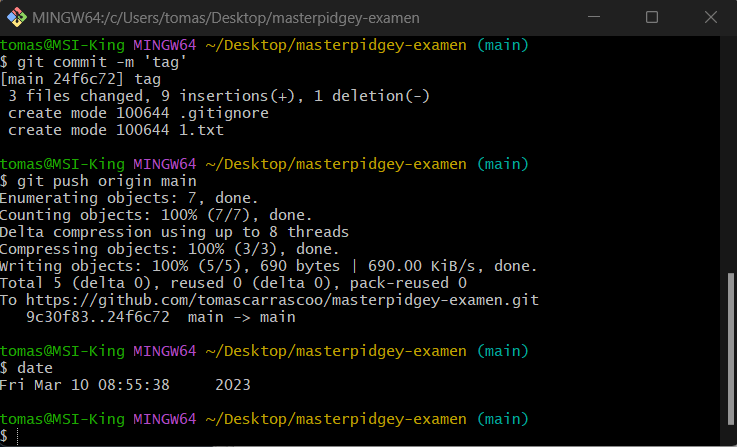 MINGW64:/c/Users/tomas/Desktop/masterpidgey-examen
tomas@MSI-King MINGW64 ~/Desktop/masterpidgey-examen (main)
$ git commit -m 'tag'
[main 24f6c72] tag
 3 files changed, 9 insertions(+), 1 deletion(-)
 create mode 100644 .gitignore
 create mode 100644 1.txt
tomas@MSI-King MINGW64 ~/Desktop/masterpidgey-examen (main)
$ git push origin main
Enumerating objects: 7, done.
Counting objects: 100% (7/7), done.
Delta compression using up to 8 threads
Compressing objects: 100% (3/3), done.
Writing objects: 100% (5/5), 690 bytes | 690.00 KiB/s, done.
Total 5 (delta 0), reused 0 (delta 0), pack-reused 0
To https://github.com/tomascarrascoo/masterpidgey-examen.git
   9c30f83..24f6c72  main -> main
tomas@MSI-King MINGW64 ~/Desktop/masterpidgey-examen (main)
$ date
Fri Mar 10 08:55:38     2023
tomas@MSI-King MINGW64 ~/Desktop/masterpidgey-examen (main)
$